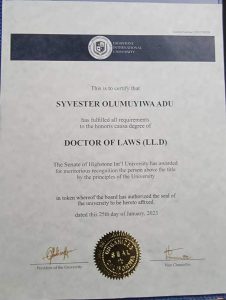 HIGHSTONE
INTERNATIONAL
UNIVERSITY
This is to certify that
SYVESTER OLUMUYIWA ADU
has fulfilled all requirements
to the honoris causa degree of
DOCTOR OF LAWS (LL.D)
The Senate of Highstone Int'l University has awarded
for meritorious recognition the person above the title
by the principles of the University
in token whereof the board has authorized the seal of
the university to be hereto affixed.
dated this 25th day of January, 2023
SEAL
President of the University
Vice Chancellor